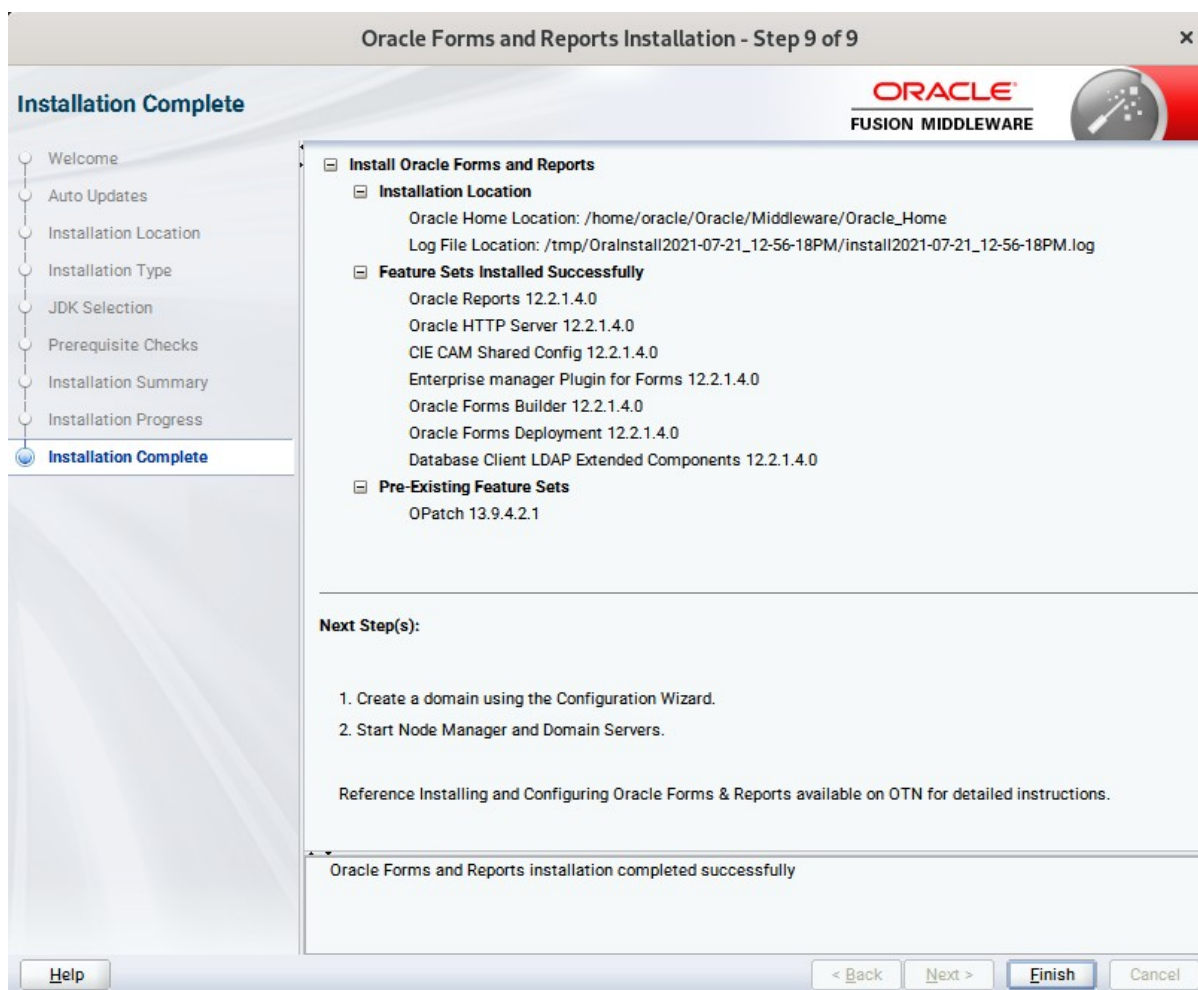 Oracle Forms and Reports Installation - Step 9 of 9
Installation Complete
ORACLE
FUSION MIDDLEWARE
Welcome
Auto Updates
Installation Location
Installation Type
JDK Selection
Prerequisite Checks
Installation Summary
Installation Progress
Installation Complete
Install Oracle Forms and Reports
Installation Location
Oracle Home Location: /home/oracle/Oracle/Middleware/Oracle_Home
Log File Location: /tmp/OraInstall2021-07-21_12-56-18PM/install2021-07-21_12-56-18PM.log
Feature Sets Installed Successfully
Oracle Reports 12.2.1.4.0
Oracle HTTP Server 12.2.1.4.0
CIE CAM Shared Config 12.2.1.4.0
Enterprise manager Plugin for Forms 12.2.1.4.0
Oracle Forms Builder 12.2.1.4.0
Oracle Forms Deployment 12.2.1.4.0
Database Client LDAP Extended Components 12.2.1.4.0
Pre-Existing Feature Sets
OPatch 13.9.4.2.1
Next Step(s):
1. Create a domain using the Configuration Wizard.
2. Start Node Manager and Domain Servers.
Reference Installing and Configuring Oracle Forms & Reports available on OTN for detailed instructions.
Oracle Forms and Reports installation completed successfully
Help
< Back
Next >
Finish
Cancel